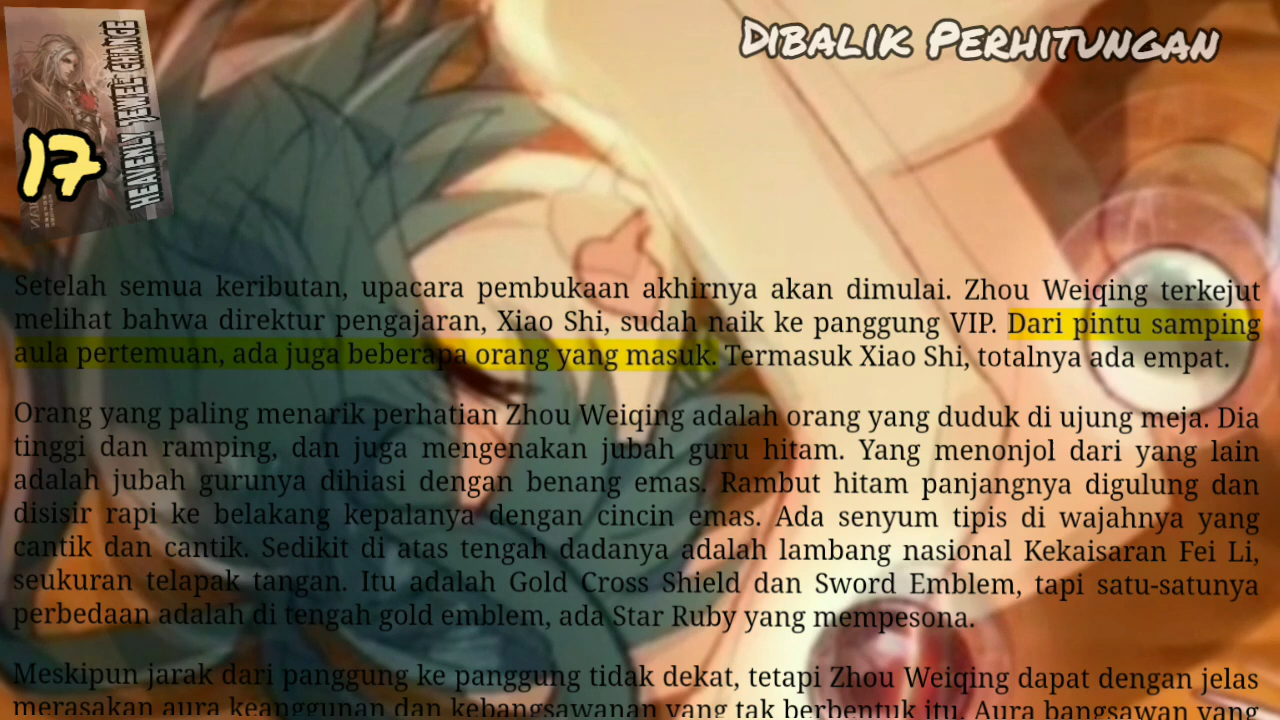 Dibalik Perhitungan
HEAVENLY JEWEL CHANGE
17
Setelah semua keributan, upacara pembukaan akhirnya akan dimulai. Zhou Weiqing terkejut
melihat bahwa direktur pengajaran, Xiao Shi, sudah naik ke panggung VIP. Dari pintu samping
aula pertemuan, ada juga beberapa orang yang masuk. Termasuk Xiao Shi, totalnya ada empat.
Orang yang paling menarik perhatian Zhou Weiqing adalah orang yang duduk di ujung meja. Dia
tinggi dan ramping, dan juga mengenakan jubah guru hitam. Yang menonjol dari yang lain
adalah jubah gurunya dihiasi dengan benang emas. Rambut hitam panjangnya digulung dan
disisir rapi ke belakang kepalanya dengan cincin emas. Ada senyum tipis di wajahnya yang
cantik dan cantik. Sedikit di atas tengah dadanya adalah lambang nasional Kekaisaran Fei Li,
seukuran telapak tangan. Itu adalah Gold Cross Shield dan Sword Emblem, tapi satu-satunya
perbedaan adalah di tengah gold emblem, ada Star Ruby yang mempesona.
Meskipun jarak dari panggung ke panggung tidak dekat, tetapi Zhou Weiqing dapat dengan jelas
merasakan aura keanggunan dan kebangsawanan yang tak berbentuk itu. Aura bangsawan yang